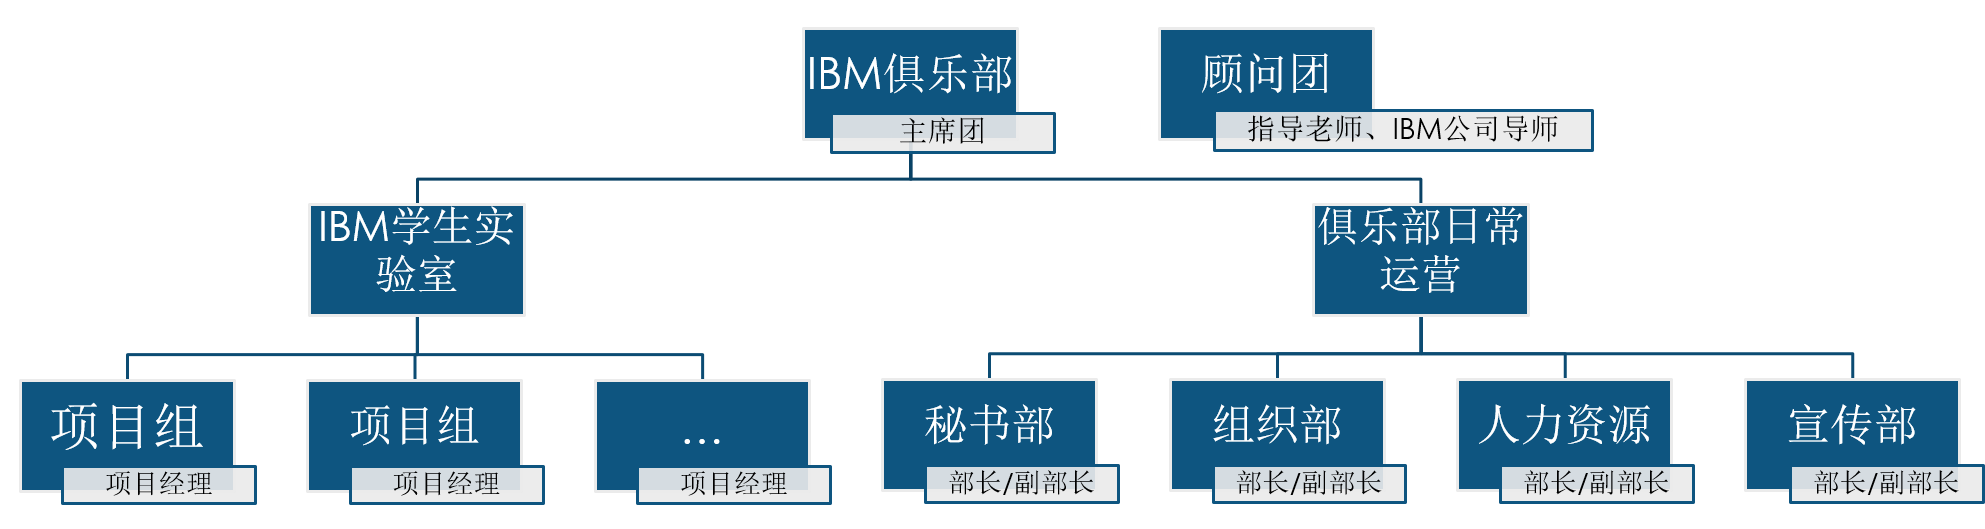 IBM俱乐部
主席团
顾问团
指导老师、IBM公司导师
IBM学生实
验室
俱乐部日常
运营
项目组
项目经理
项目组
项目经理
...
项目经理
秘书部
部长/副部长
组织部
部长/副部长
人力资源
部长/副部长
宣传部
部长/副部长